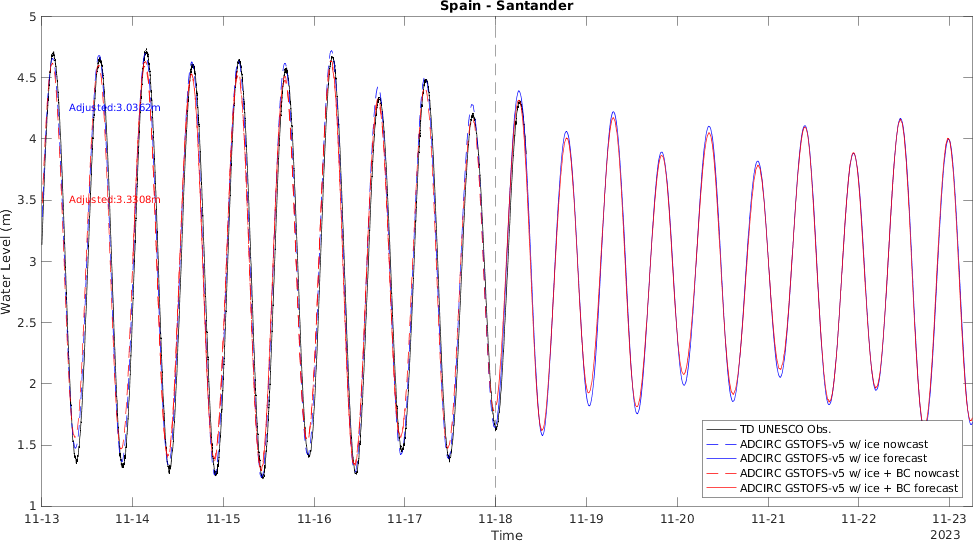 Spain - Santander
5
4.5
4
3.5
3
2.5
2
1.5
1
Water Level (m)
Adjusted:3.0362m
Adjusted:3.3308m
TD UNESCO Obs.
ADCIRC GSTOFS-v5 w/ ice nowcast
ADCIRC GSTOFS-v5 w/ ice forecast
ADCIRC GSTOFS-v5 w/ ice + BC nowcast
ADCIRC GSTOFS-v5 w/ ice + BC forecast
11-13 11-14 11-15 11-16 11-17 11-18 11-19 11-20 11-21 11-22 11-23
Time 2023